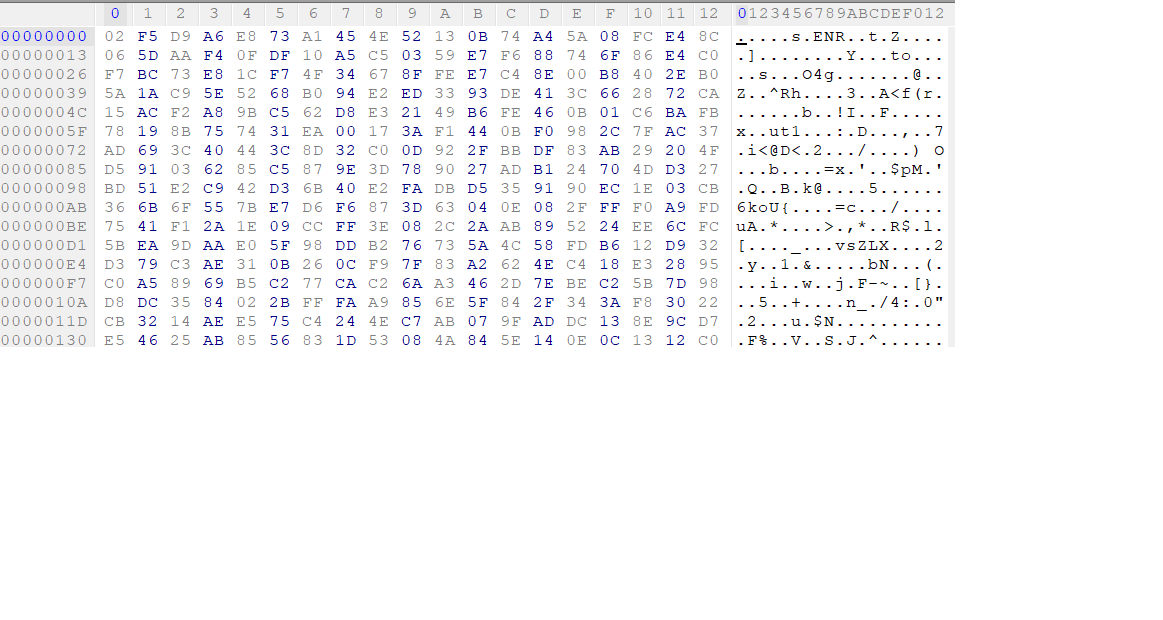 0 1 2 3 4 5 6 7 8 9 A B C D E F 10 11 12 0123456789ABCDEF012
00000000 02 F5 D9 A6 E8 73 A1 45 4E 52 13 0B 74 A4 5A 08 FC E4 8C .....s.ENR..t.Z....
00000013 06 5D AA F4 0F DF 10 A5 C5 03 59 E7 F6 88 74 6F 86 E4 C0 .]........Y...to...
00000026 F7 BC 73 E8 1C F7 4F 34 67 8F FE E7 C4 8E 00 B8 40 2E B0 ..s...O4g.......@..
00000039 5A 1A C9 5E 52 68 B0 94 E2 ED 33 93 DE 41 3C 66 28 72 CA Z..^Rh....3..A<f(r.
0000004C 15 AC F2 A8 9B C5 62 D8 E3 21 49 B6 FE 46 0B 01 C6 BA FB ......b..!I..F.....
0000005F 78 19 8B 75 74 31 EA 00 17 3A F1 44 0B F0 98 2C 7F AC 37 x..ut1...:.D...,..7
00000072 AD 69 3C 40 44 3C 8D 32 C0 0D 92 2F BB DF 83 AB 29 20 4F .i<@D<.2.../....) O
00000085 D5 91 03 62 85 C5 87 9E 3D 78 90 27 AD B1 24 70 4D D3 27 ...b....=x.'..$pM.'
00000098 BD 51 E2 C9 42 D3 6B 40 E2 FA DB D5 35 91 90 EC 1E 03 CB .Q..B.k@....5......
000000AB 36 6B 6F 55 7B E7 D6 F6 87 3D 63 04 0E 08 2F FF F0 A9 FD 6koU{....=c.../....
000000BE 75 41 F1 2A 1E 09 CC FF 3E 08 2C 2A AB 89 52 24 EE 6C FC uA.*....>.,*..R$.l.
000000D1 5B EA 9D AA E0 5F 98 DD B2 76 73 5A 4C 58 FD B6 12 D9 32 [...._...vsZLX....2
000000E4 D3 79 C3 AE 31 0B 26 0C F9 7F 83 A2 62 4E C4 18 E3 28 95 .y..1.&.....bN...(.
000000F7 C0 A5 89 69 B5 C2 77 CA C2 6A A3 46 2D 7E BE C2 5B 7D 98 ...i..w..j.F-~..[}.
0000010A D8 DC 35 84 02 2B FF FA A9 85 6E 5F 84 2F 34 3A F8 30 22 ..5..+....n_./4:.0"
0000011D CB 32 14 AE E5 75 C4 24 4E C7 AB 07 9F AD DC 13 8E 9C D7 .2...u.$N..........
00000130 E5 46 25 AB 85 56 83 1D 53 08 4A 84 5E 14 0E 0C 13 12 C0 .F%..V..S.J.^......